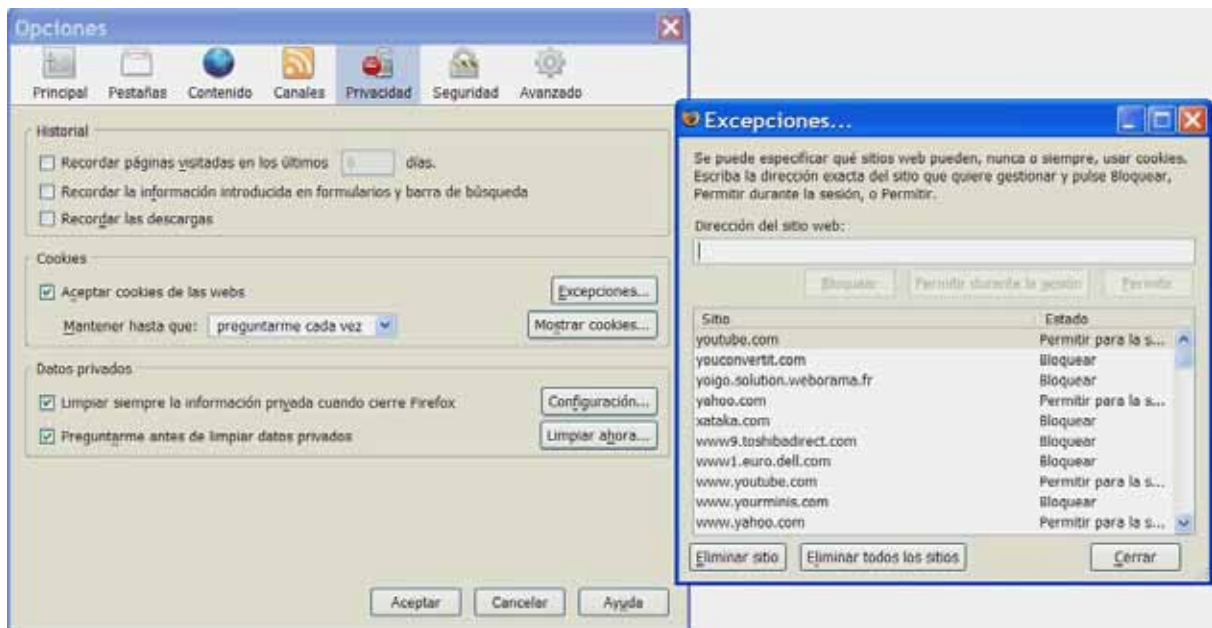 Opciones
Principal Pestañas Contenido Canales Privacidad Seguridad Avanzado
Historial
Recordar páginas visitadas en los últimos días.
Recordar la información introducida en formularios y barra de búsqueda
Recordar las descargas
Cookies
Aceptar cookies de las webs Excepciones...
Mantener hasta que: preguntarme cada vez Mostrar cookies...
Datos privados
Limpiar siempre la información privada cuando cierre Firefox Configuración...
Preguntarme antes de limpiar datos privados Limpiar ahora...
Aceptar Cancelar Ayuda
Excepciones...
Se puede especificar qué sitios web pueden, nunca o siempre, usar cookies.
Escriba la dirección exacta del sitio que quiere gestionar y pulse Bloquear,
Permitir durante la sesión, o Permitir.
Dirección del sitio web:
Bloquear Permitir durante la sesión Permitir
Sitio Estado
youtube.com Permitir para la s...
youconvertit.com Bloquear
yoigo.solution.weborama.fr Bloquear
yahoo.com Permitir para la s...
xataka.com Bloquear
www9.toshibadirect.com Bloquear
www1.euro.dell.com Bloquear
www.youtube.com Permitir para la s...
www.yourminis.com Bloquear
www.yahoo.com Permitir para la s...
Eliminar sitio Eliminar todos los sitios Cerrar